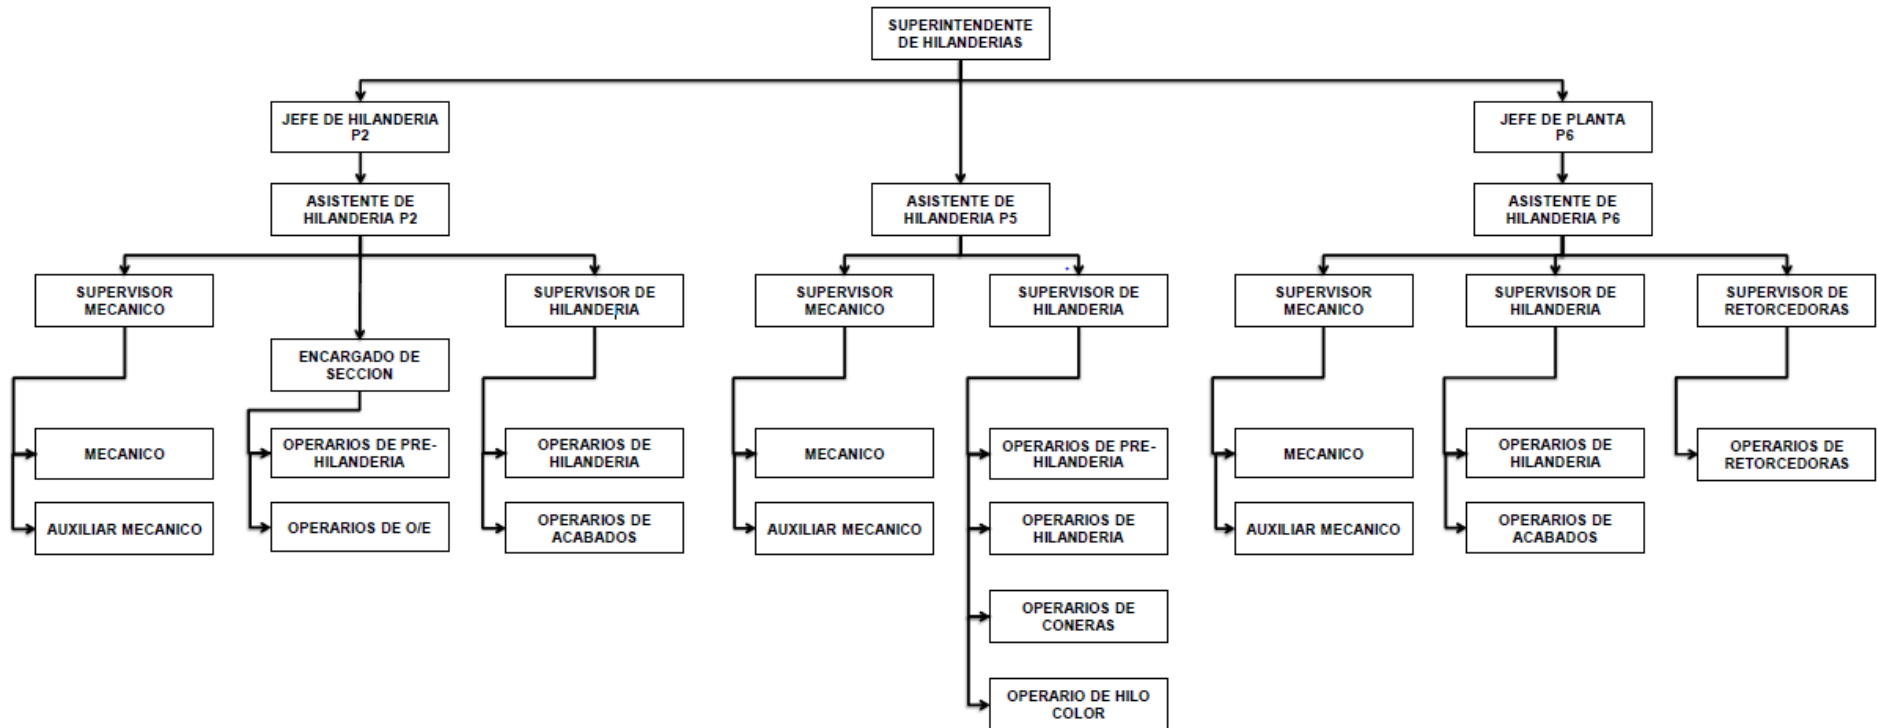 SUPERINTENDENTE
DE HILANDERIAS
JEFE DE HILANDERIA
P2
JEFE DE PLANTA
P6
ASISTENTE DE
HILANDERIA P2
ASISTENTE DE
HILANDERIA P5
ASISTENTE DE
HILANDERIA P6
SUPERVISOR
MECANICO
SUPERVISOR DE
HILANDERIA
SUPERVISOR
MECANICO
SUPERVISOR DE
HILANDERIA
SUPERVISOR
MECANICO
SUPERVISOR DE
HILANDERIA
SUPERVISOR DE
RETORCEDORAS
ENCARGADO DE
SECCION
MECANICO
OPERARIOS DE PRE-
HILANDERIA
OPERARIOS DE
HILANDERIA
MECANICO
OPERARIOS DE PRE-
HILANDERIA
MECANICO
OPERARIOS DE
HILANDERIA
OPERARIOS DE
RETORCEDORAS
AUXILIAR MECANICO
OPERARIOS DE O/E
OPERARIOS DE
ACABADOS
AUXILIAR MECANICO
OPERARIOS DE
HILANDERIA
AUXILIAR MECANICO
OPERARIOS DE
ACABADOS
OPERARIOS DE
CONERAS
OPERARIO DE HILO
COLOR